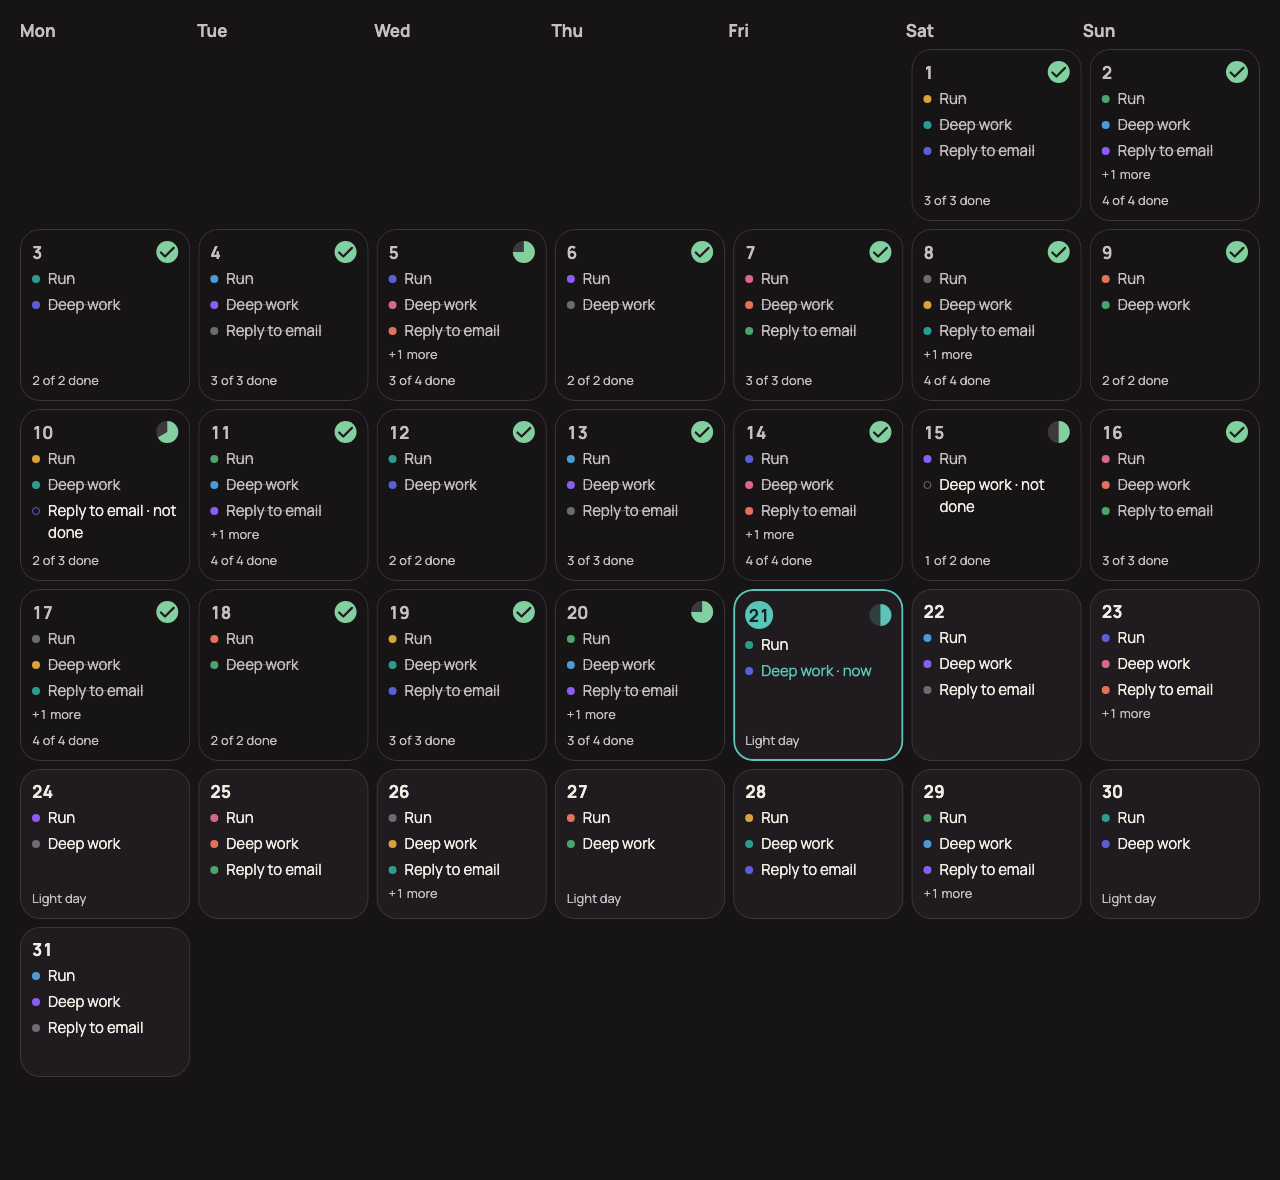 Mon Tue Wed Thu Fri Sat Sun
1
Run
Deep work
Reply to email
3 of 3 done
2
Run
Deep work
Reply to email
+1 more
4 of 4 done
3
Run
Deep work
2 of 2 done
4
Run
Deep work
Reply to email
3 of 3 done
5
Run
Deep work
Reply to email
+1 more
3 of 4 done
6
Run
Deep work
2 of 2 done
7
Run
Deep work
Reply to email
3 of 3 done
8
Run
Deep work
Reply to email
+1 more
4 of 4 done
9
Run
Deep work
2 of 2 done
10
Run
Deep work
Reply to email · not
done
2 of 3 done
11
Run
Deep work
Reply to email
+1 more
4 of 4 done
12
Run
Deep work
2 of 2 done
13
Run
Deep work
Reply to email
3 of 3 done
14
Run
Deep work
Reply to email
+1 more
4 of 4 done
15
Run
Deep work · not
done
1 of 2 done
16
Run
Deep work
Reply to email
3 of 3 done
17
Run
Deep work
Reply to email
+1 more
4 of 4 done
18
Run
Deep work
2 of 2 done
19
Run
Deep work
Reply to email
3 of 3 done
20
Run
Deep work
Reply to email
+1 more
3 of 4 done
21
Run
Deep work · now
Light day
22
Run
Deep work
Reply to email
23
Run
Deep work
Reply to email
+1 more
24
Run
Deep work
Light day
25
Run
Deep work
Reply to email
26
Run
Deep work
Reply to email
+1 more
27
Run
Deep work
Light day
28
Run
Deep work
Reply to email
29
Run
Deep work
Reply to email
+1 more
30
Run
Deep work
Light day
31
Run
Deep work
Reply to email